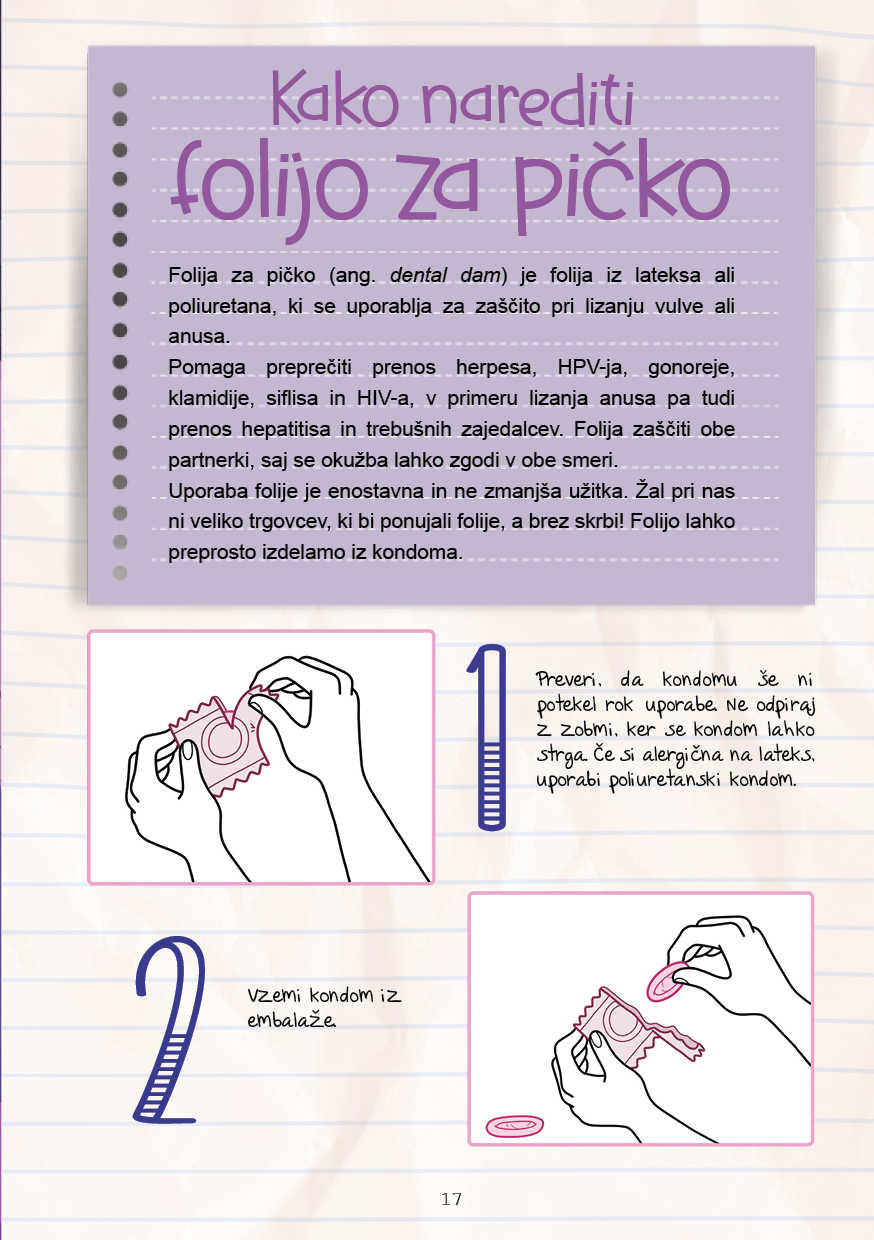 Kako narediti
folijo za pičko
Folija za pičko (ang. dental dam) je folija iz lateksa ali
poliuretana, ki se uporablja za zaščito pri lizanju vulve ali
anusa.
Pomaga preprečiti prenos herpesa, HPV-ja, gonoreje,
klamidije, siflisa in HIV-a, v primeru lizanja anusa pa tudi
prenos hepatitisa in trebušnih zajedalcev. Folija zaščiti obe
partnerki, saj se okužba lahko zgodi v obe smeri.
Uporaba folije je enostavna in ne zmanjša užitka. Žal pri nas
ni veliko trgovcev, ki bi ponujali folije, a brez skrbi! Folijo lahko
preprosto izdelamo iz kondoma.
1
Preveri, da kondomu še ni
potekel rok uporabe. Ne odpiraj
z zobmi, ker se kondom lahko
strga. Če si alergična na lateks,
uporabi poliuretanski kondom.
2
Vzemi kondom iz
embalaže.
17